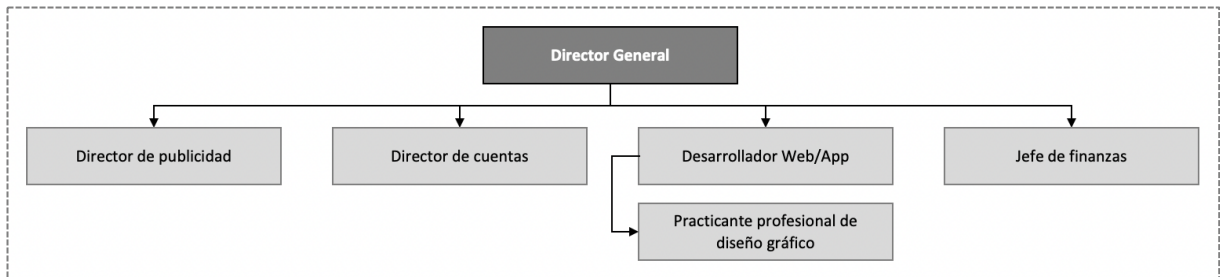 Director General
Director de publicidad
Director de cuentas
Desarrollador Web/App
Jefe de finanzas
Practicante profesional de
diseño gráfico